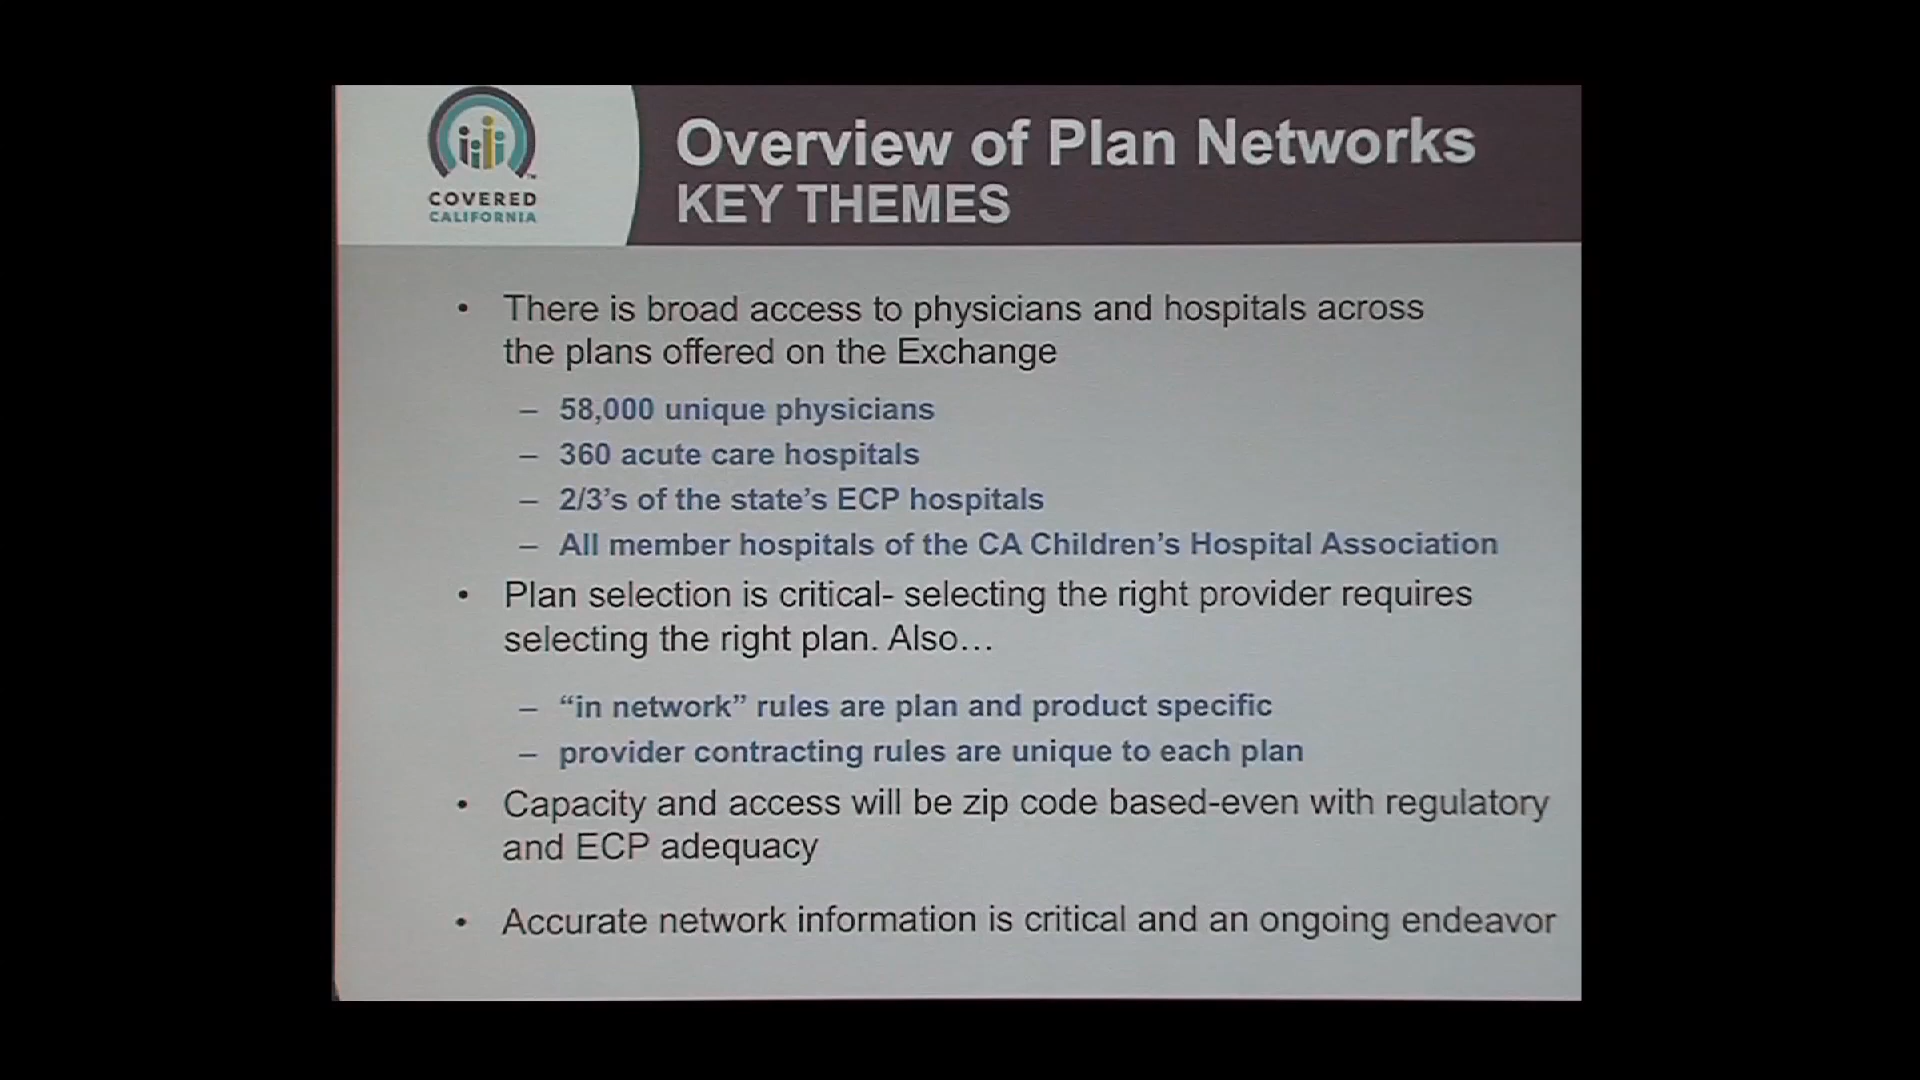 COVERED
CALIFORNIA
Overview of Plan Networks
KEY THEMES
• There is broad access to physicians and hospitals across
the plans offered on the Exchange
– 58,000 unique physicians
– 360 acute care hospitals
– 2/3’s of the state’s ECP hospitals
– All member hospitals of the CA Children’s Hospital Association
• Plan selection is critical- selecting the right provider requires
selecting the right plan. Also…
– “in network” rules are plan and product specific
– provider contracting rules are unique to each plan
• Capacity and access will be zip code based-even with regulatory
and ECP adequacy
• Accurate network information is critical and an ongoing endeavor